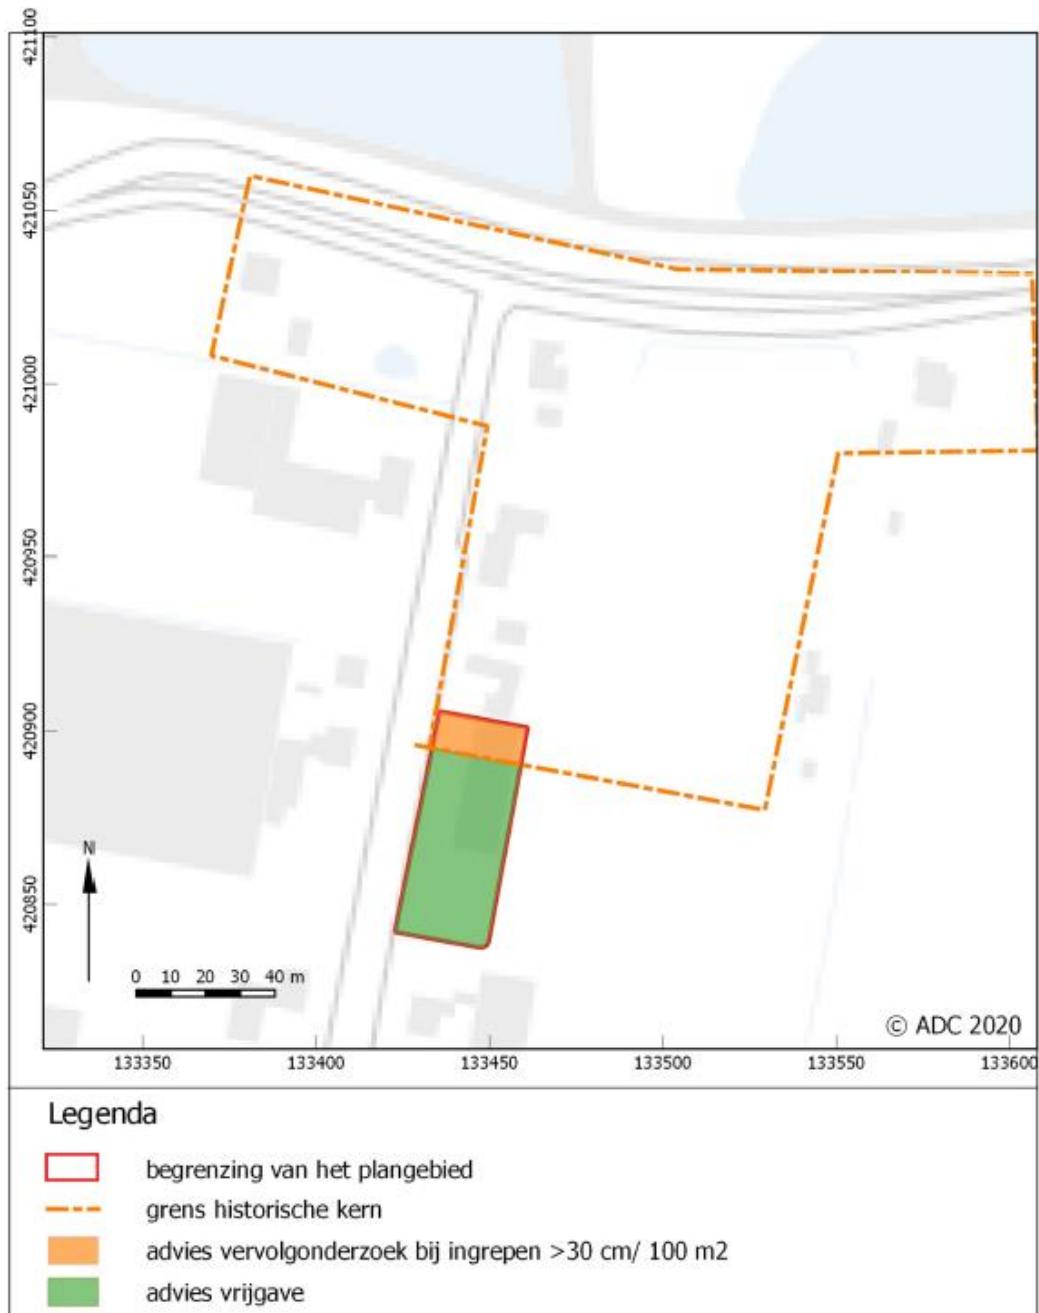 421100
421050
421000
420950
420900
420850
N
0 10 20 30 40 m
© ADC 2020
133350 133400 133450 133500 133550 133600
Legenda
begrenzing van het plangebied
grens historische kern
advies vervolgonderzoek bij ingrepen >30 cm/ 100 m2
advies vrijgave